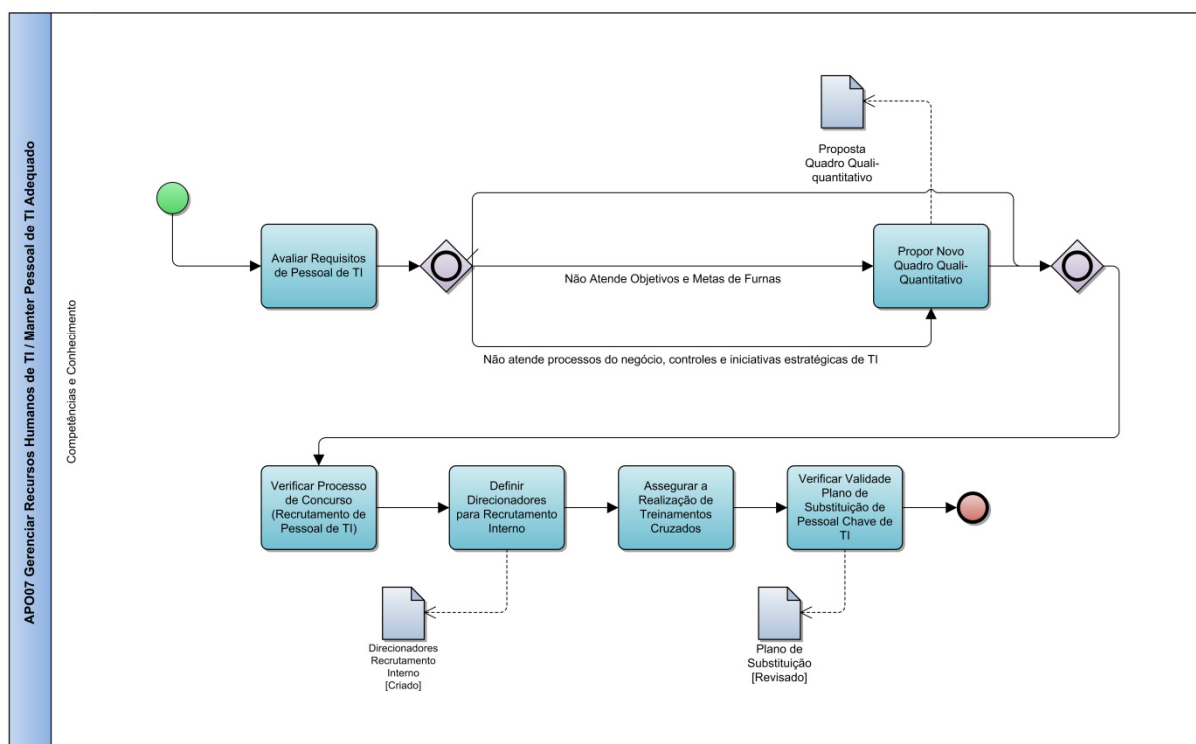 APO07 Gerenciar Recursos Humanos de TI / Manter Pessoal de TI Adequado
Competências e Conhecimento
Proposta
Quadro Quali-
quantitativo
Avaliar Requisitos
de Pessoal de TI
Propor Novo
Quadro Quali-
Quantitativo
Não Atende Objetivos e Metas de Furnas
Não atende processos do negócio, controles e iniciativas estratégicas de TI
Verificar Processo
de Concurso
(Recrutamento de
Pessoal de TI)
Definir
Direcionadores
para Recrutamento
Interno
Assegurar a
Realização de
Treinamentos
Cruzados
Verificar Validade
Plano de
Substituição de
Pessoal Chave de
TI
Direcionadores
Recrutamento
Interno
[Criado]
Plano de
Substituição
[Revisado]